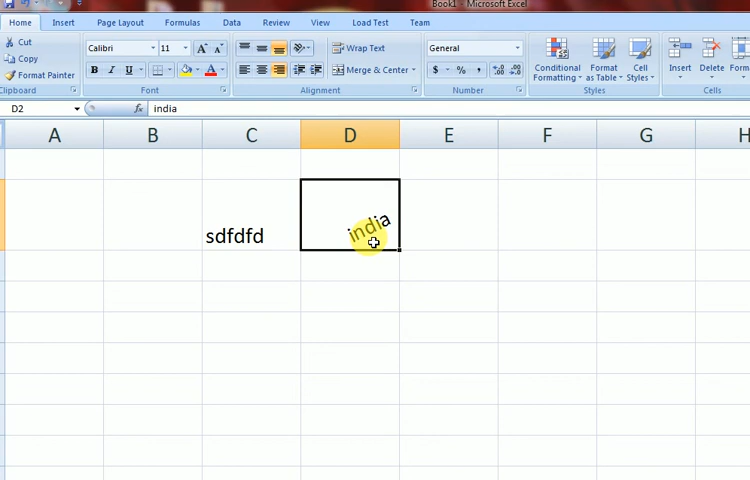 Book1 - Microsoft Excel
Home Insert Page Layout Formulas Data Review View Load Test Team
Cut
Copy
Format Painter
Clipboard
Calibri 11 A A
B I U A
Font
Wrap Text
Merge & Center
Alignment
General
$ % ,
Number
Conditional Formatting
Format as Table
Cell Styles
Styles
Insert Delete
Cells
D2 fx india
A B C D E F G H
sdfdfd india